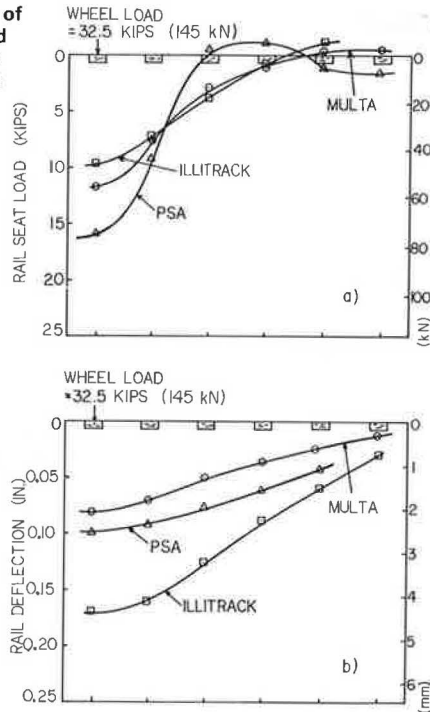 of
d
WHEEL LOAD
=32.5 KIPS (145 kN)
0
5
10
15
20
25
RAIL SEAT LOAD (KIPS)
0
20
40
60
80
100
(kN)
MULTA
ILLITRACK
PSA
a)
WHEEL LOAD
=32.5 KIPS (145 kN)
0
0.05
0.10
0.15
0.20
0.25
RAIL DEFLECTION (IN.)
0
1
2
3
4
5
6
(mm)
MULTA
PSA
ILLITRACK
b)